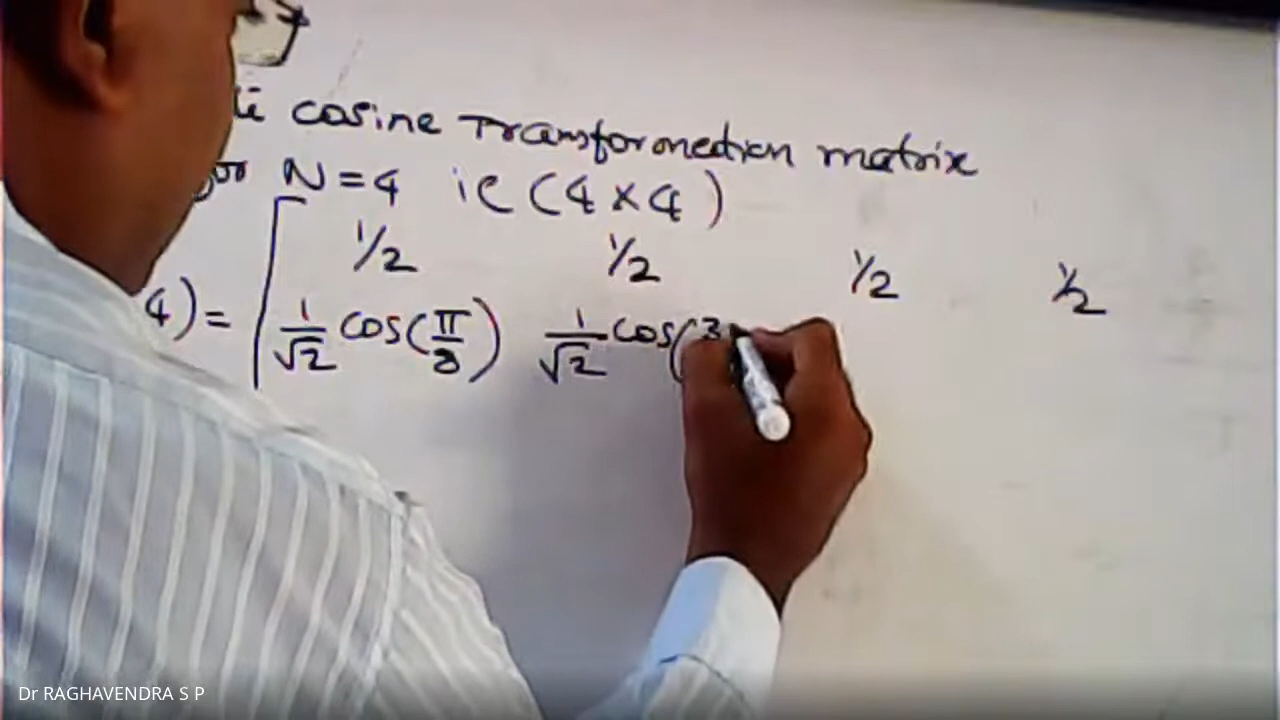 cosine Transformation matrix
for N=4 ie (4×4)
1/2 1/2 1/2 1/2
4)= 1/√2 cos(π/8) 1/√2 cos(3
Dr RAGHAVENDRA S P